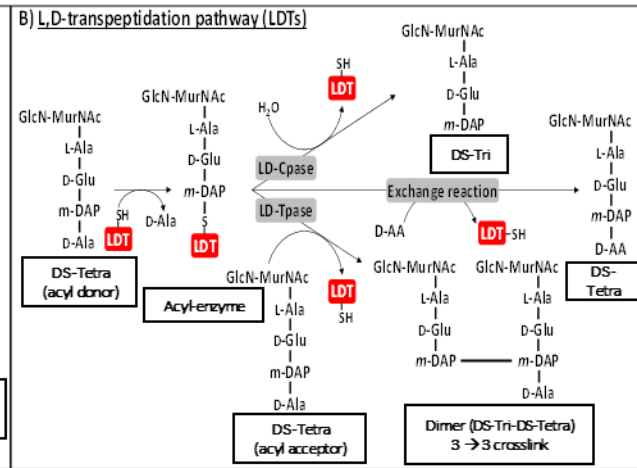 B) L,D-transpeptidation pathway (LDTs)
GlcN-MurNAc
L-Ala
D-Glu
m-DAP
DS-Tri
SH
LDT
H₂O
LD-Cpase
GlcN-MurNAc
L-Ala
D-Glu
m-DAP
D-Ala
DS-Tetra
(acyl donor)
SH
LDT
D-Ala
GlcN-MurNAc
L-Ala
D-Glu
m-DAP
S
LDT
Acyl-enzyme
Exchange reaction
D-AA
LDT-SH
GlcN-MurNAc
L-Ala
D-Glu
m-DAP
D-AA
DS-
Tetra
LD-Tpase
LDT
SH
GlcN-MurNAc
L-Ala
D-Glu
m-DAP
D-Ala
DS-Tetra
(acyl acceptor)
GlcN-MurNAc
L-Ala
D-Glu
m-DAP
GlcN-MurNAc
L-Ala
D-Glu
m-DAP
D-Ala
Dimer (DS-Tri-DS-Tetra)
3 → 3 crosslink